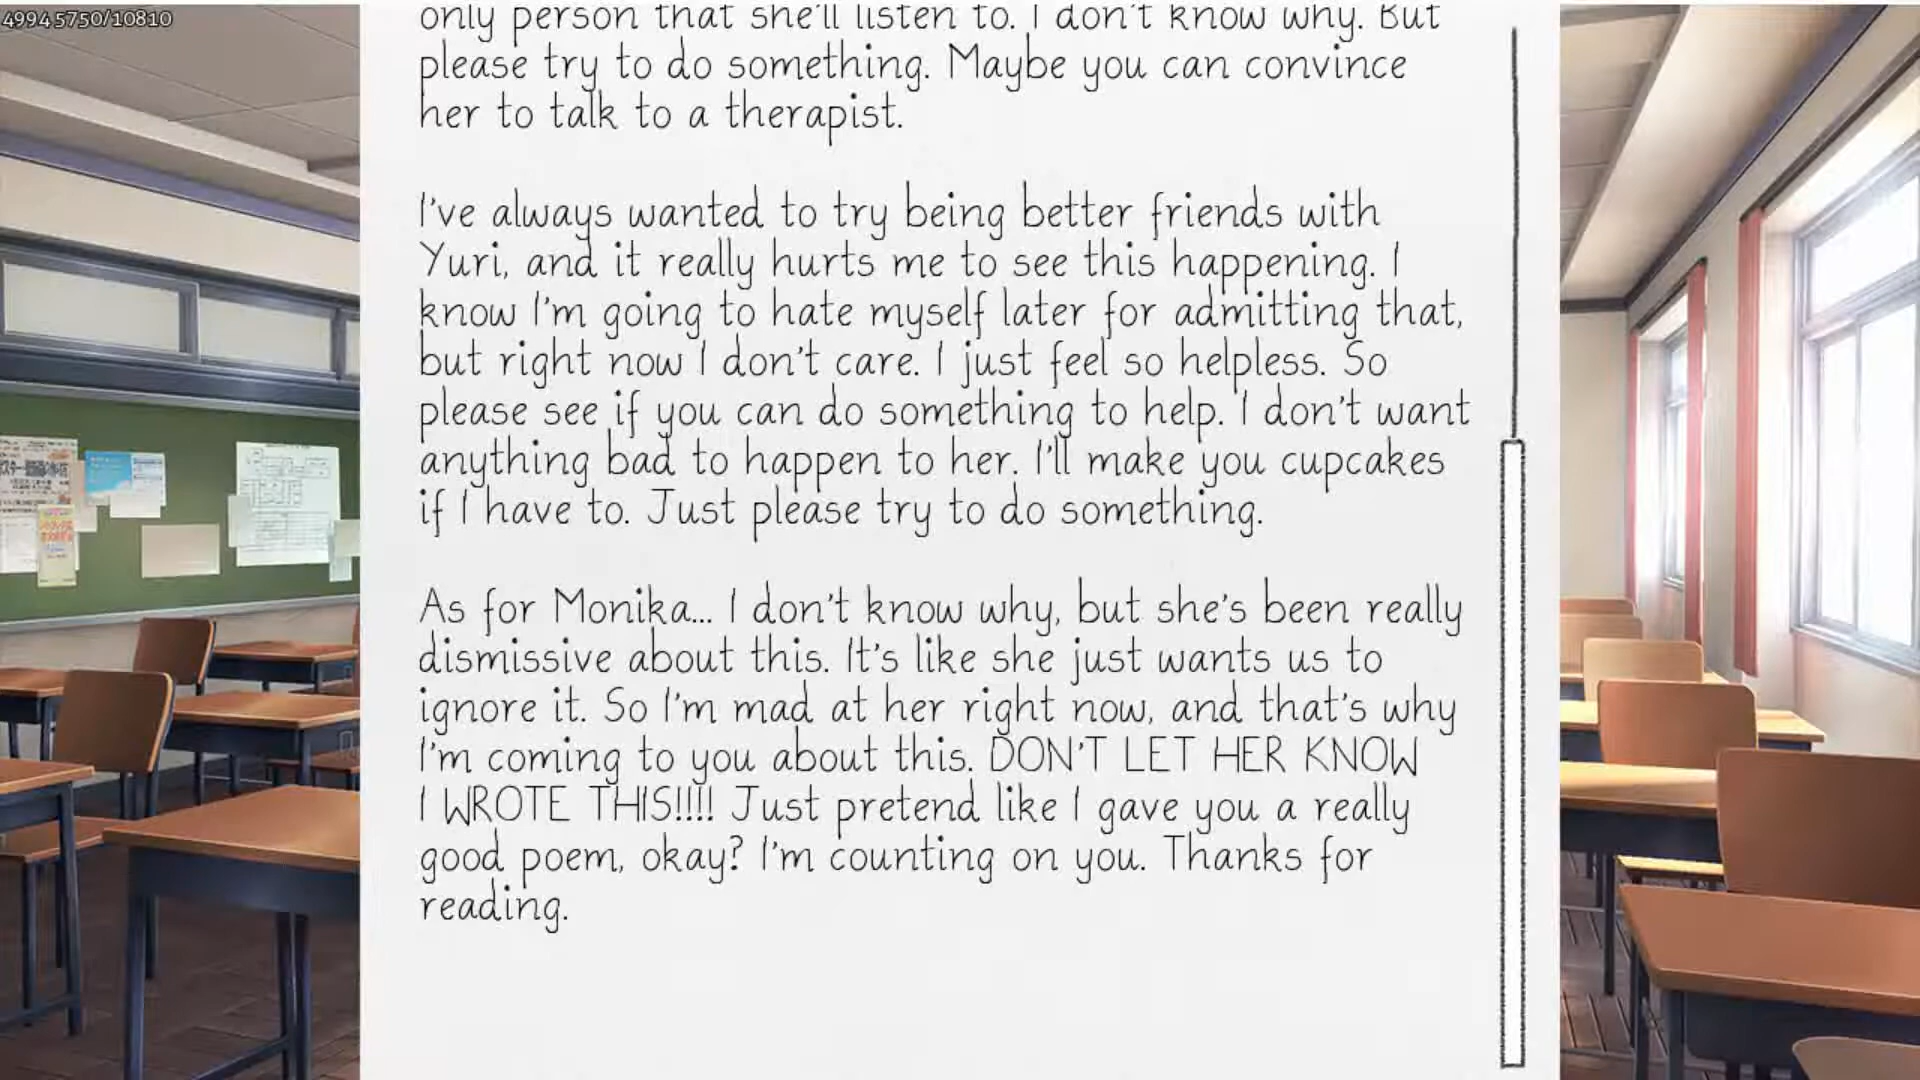 49945750/10810
only person that she'll listen to. I don't know why. But
please try to do something. Maybe you can convince
her to talk to a therapist.
I've always wanted to try being better friends with
Yuri, and it really hurts me to see this happening. I
know I'm going to hate myself later for admitting that,
but right now I don't care. I just feel so helpless. So
please see if you can do something to help. I don't want
anything bad to happen to her. I'll make you cupcakes
if I have to. Just please try to do something.
As for Monika... I don't know why, but she's been really
dismissive about this. It's like she just wants us to
ignore it. So I'm mad at her right now, and that's why
I'm coming to you about this. DON'T LET HER KNOW
I WROTE THIS!!!! Just pretend like I gave you a really
good poem, okay? I'm counting on you. Thanks for
reading.